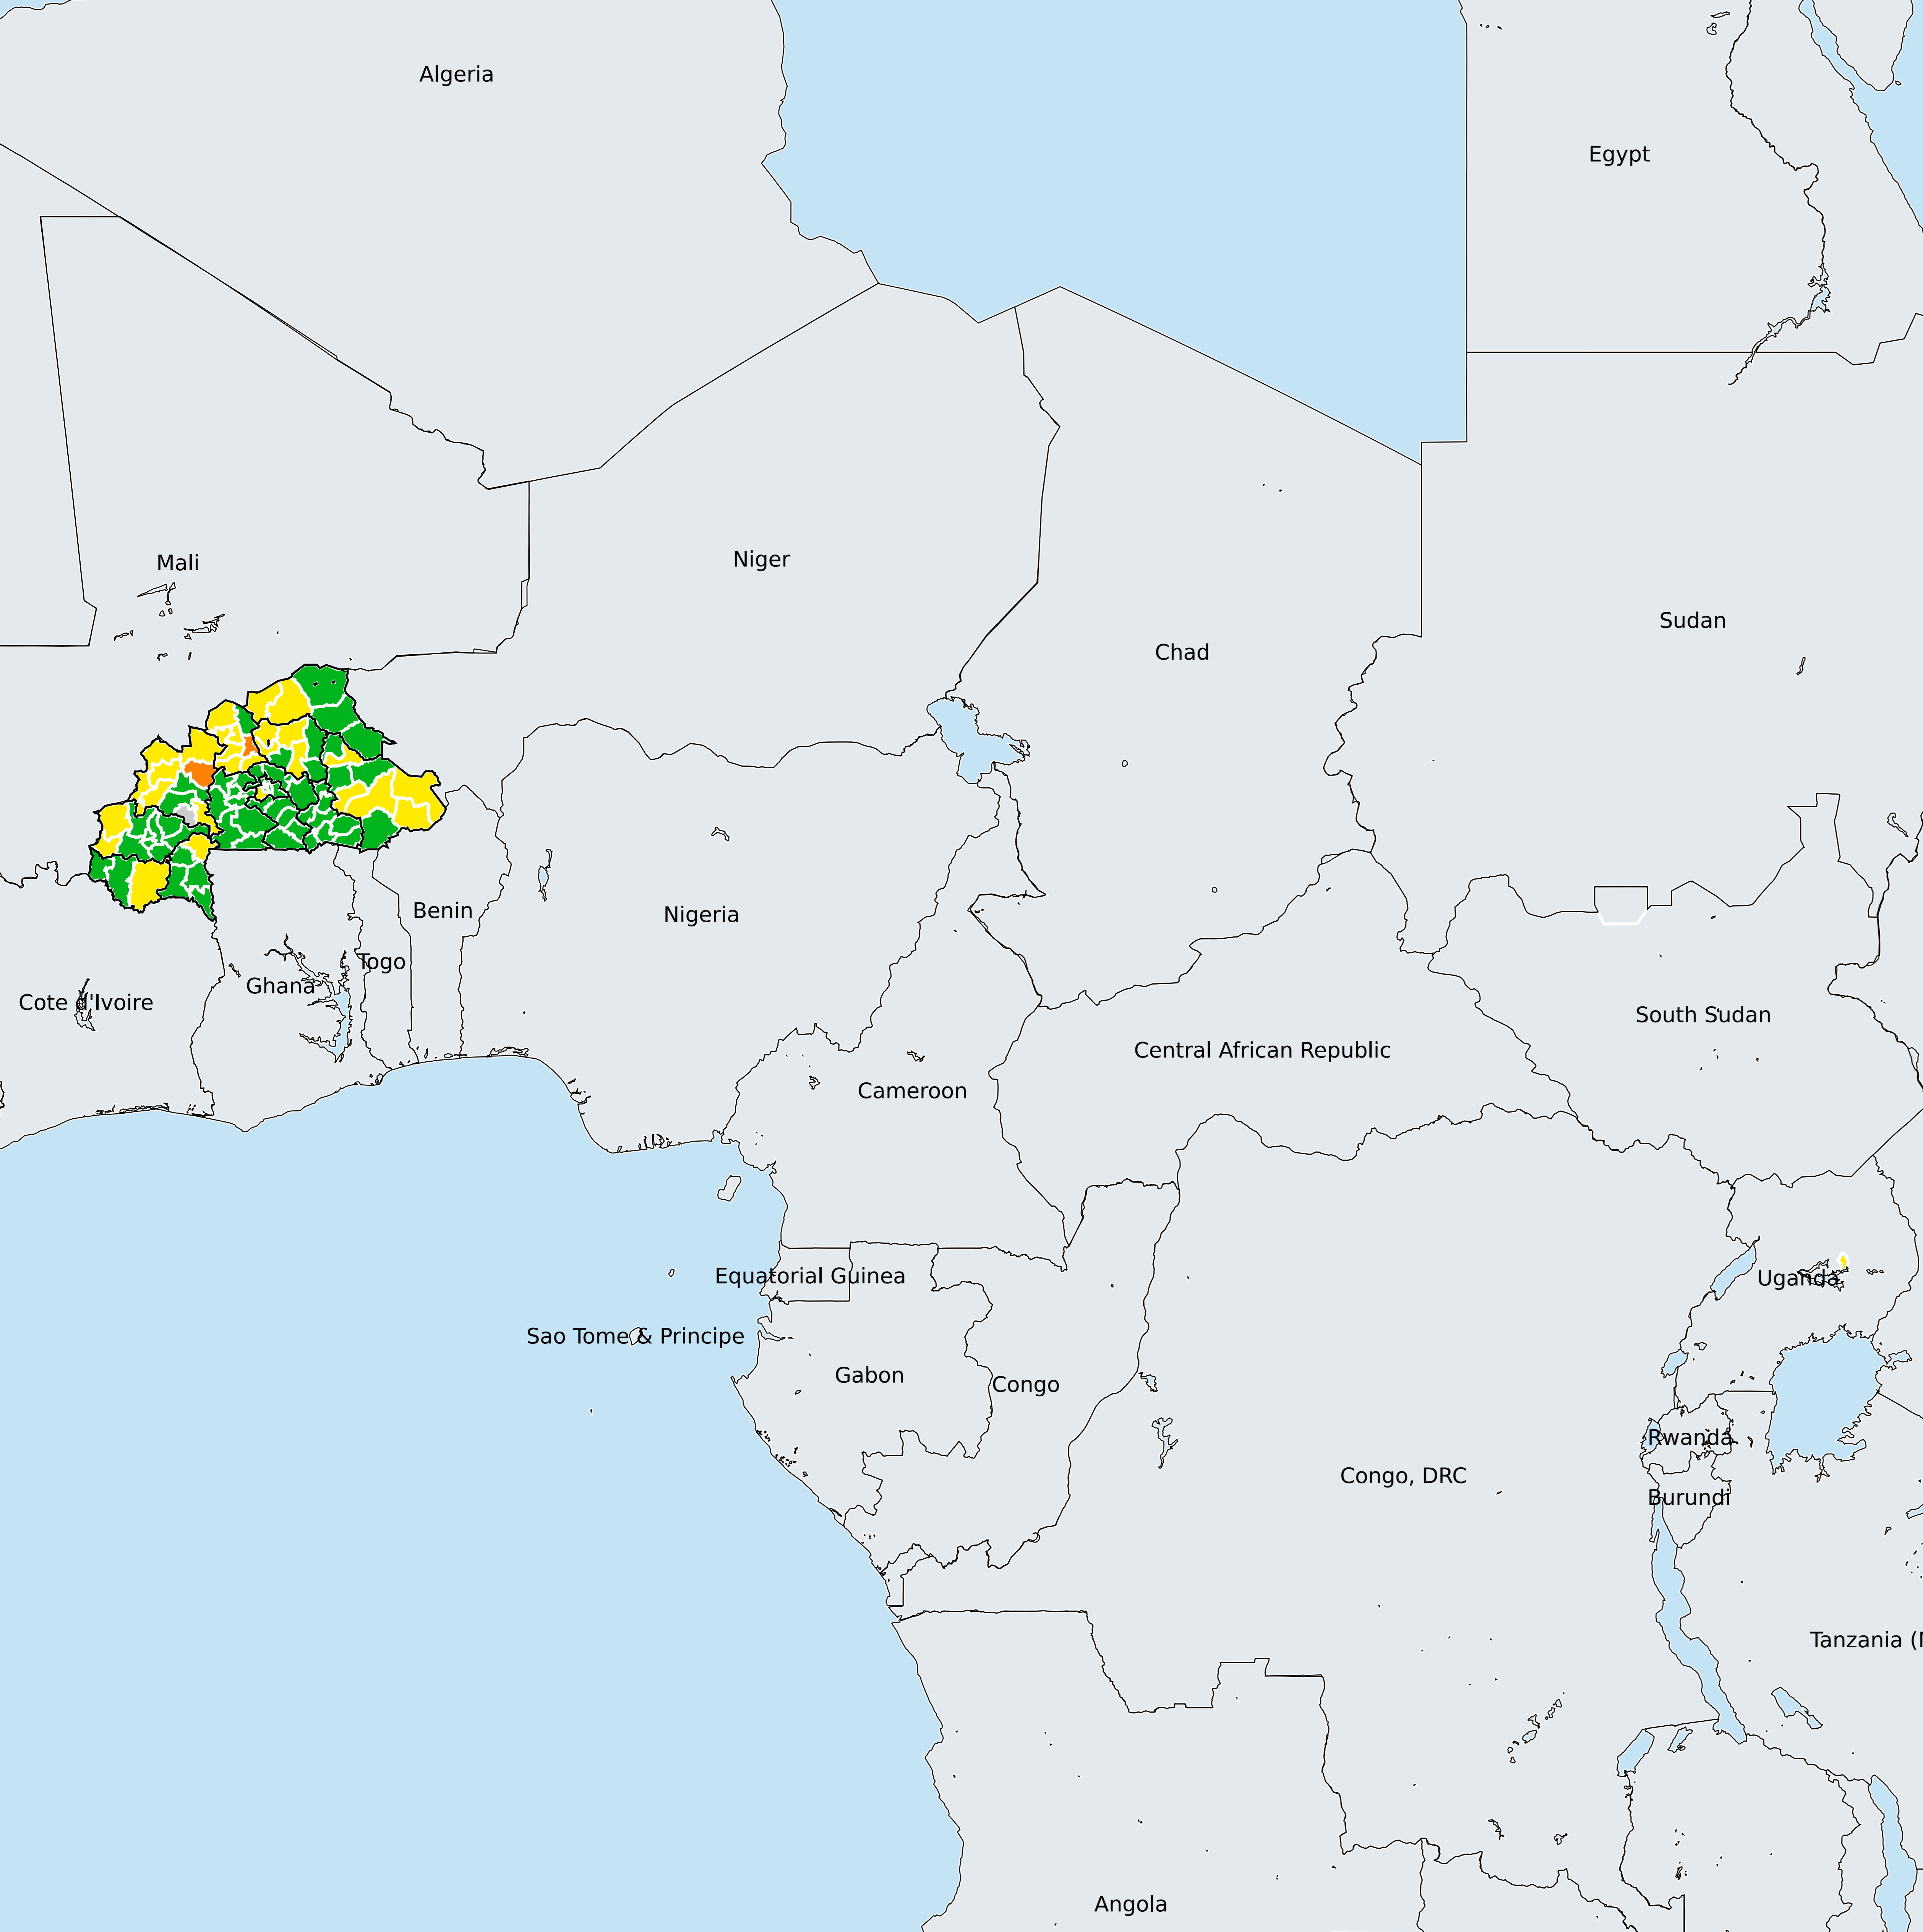 Algeria
Egypt
Mali
Niger
Sudan
Chad
Benin
Nigeria
Togo
Ghana
Cote d'Ivoire
South Sudan
Central African Republic
Cameroon
Equatorial Guinea
Uganda
Sao Tome & Principe
Gabon
Congo
Rwanda
Congo, DRC
Burundi
Tanzania (
Angola